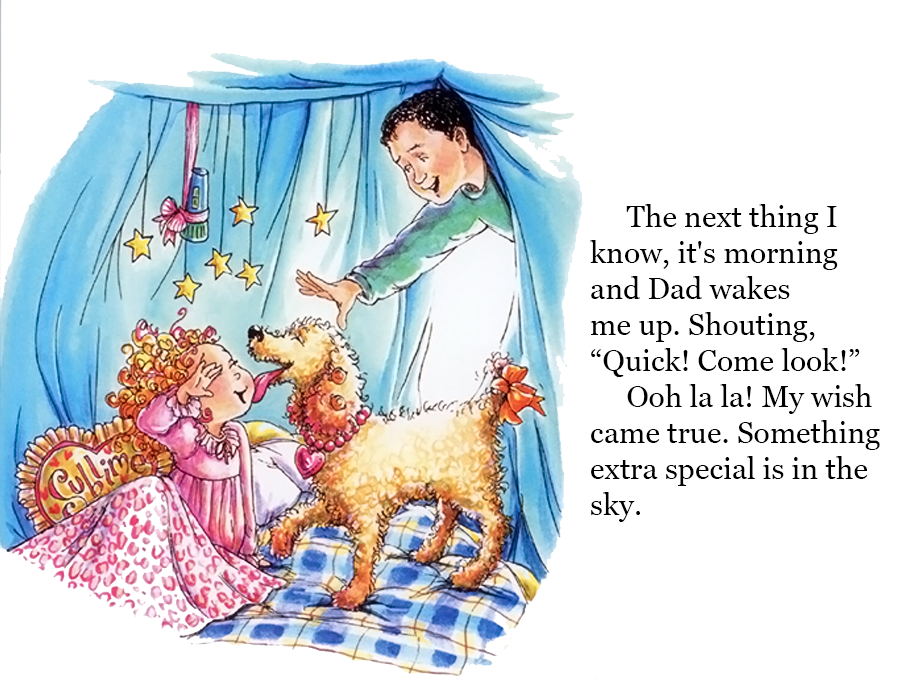 Sublime
The next thing I
know, it's morning
and Dad wakes
me up. Shouting,
“Quick! Come look!”
Ooh la la! My wish
came true. Something
extra special is in the
sky.